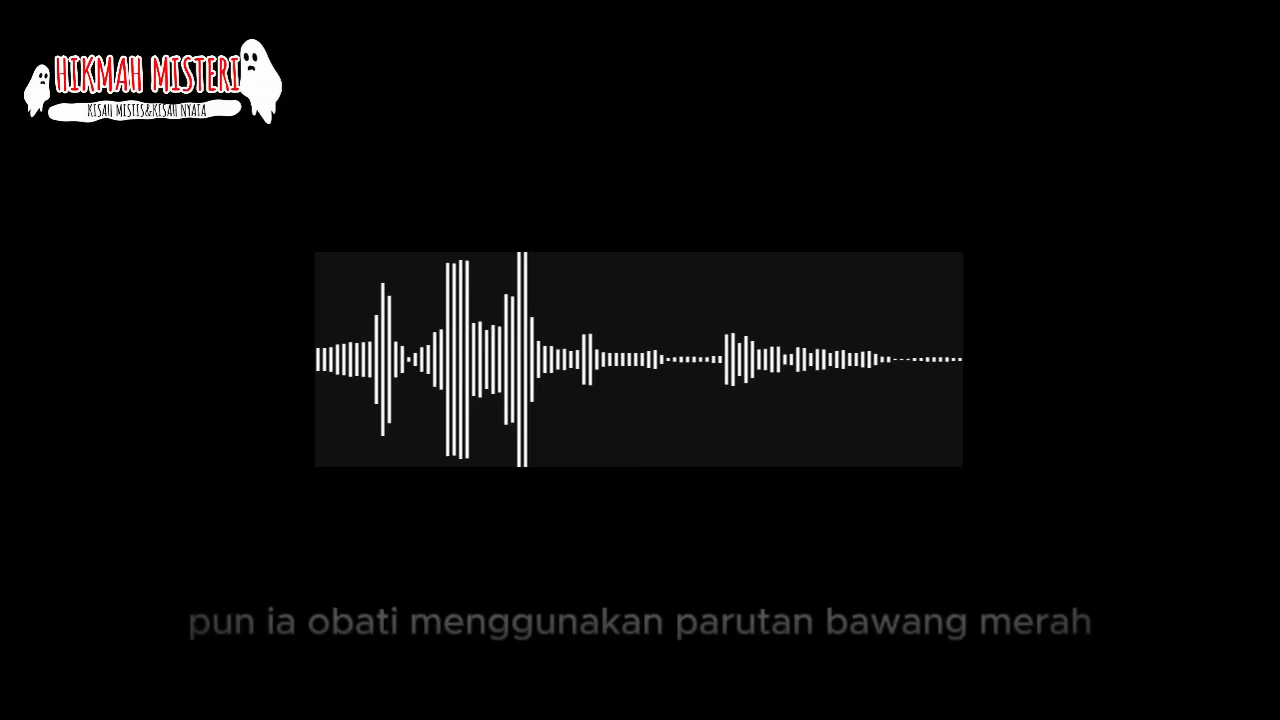 HIKMAH MISTERI
KISAH MISTIS&KISAH NYATA
pun ia obati menggunakan parutan bawang merah